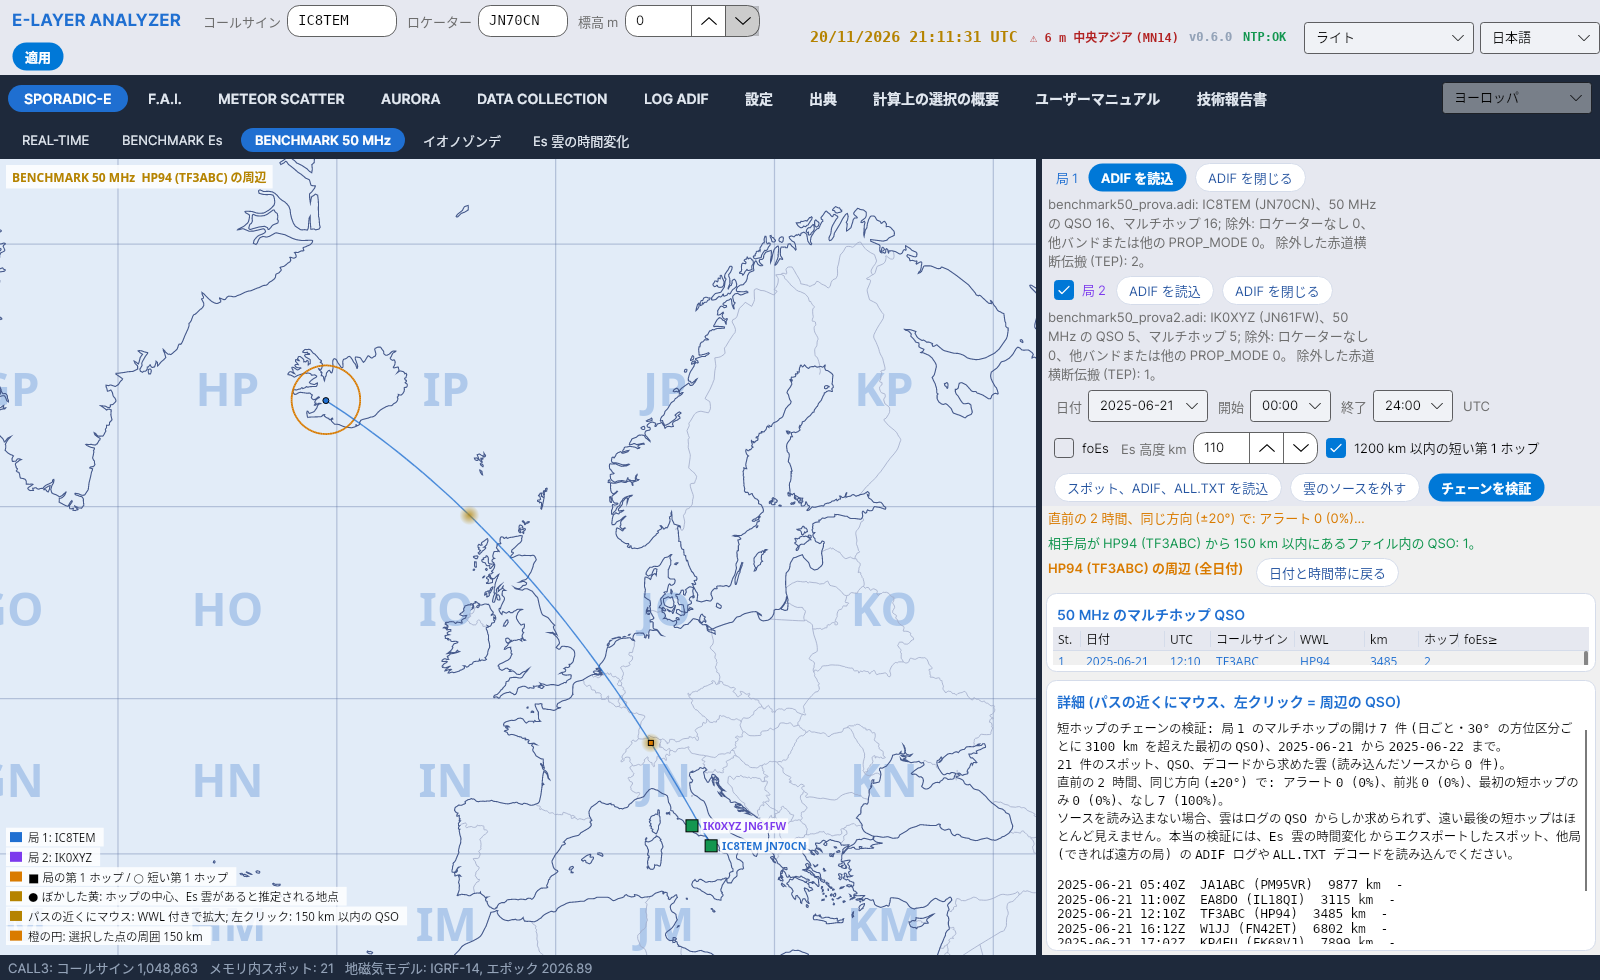 E-LAYER ANALYZER コールサイン IC8TEM ロケーター JN70CN 標高 m 0
20/11/2026 21:11:31 UTC ⚠ 6 m 中央アジア (MN14) v0.6.0 NTP:OK ライト 日本語
適用
SPORADIC-E F.A.I. METEOR SCATTER AURORA DATA COLLECTION LOG ADIF 設定 出典 計算上の選択の概要 ユーザーマニュアル 技術報告書 ヨーロッパ
REAL-TIME BENCHMARK Es BENCHMARK 50 MHz イオノゾンデ Es 雲の時間変化
BENCHMARK 50 MHz HP94 (TF3ABC) の周辺
GP HP IP JP KP
GO HO IO JO KO
GN HN IN JN KN
IM JM KM
IK0XYZ JN61FW
IC8TEM JN70CN
局 1: IC8TEM
局 2: IK0XYZ
■ 局の第 1 ホップ / ○ 短い第 1 ホップ
● ぼかした黄: ホップの中心、Es 雲があると推定される地点
パスの近くにマウス: WWL 付きで拡大; 左クリック: 150 km 以内の QSO
橙の円: 選択した点の周囲 150 km
局 1 ADIF を読込 ADIF を閉じる
benchmark50_prova.adi: IC8TEM (JN70CN)、50 MHz
の QSO 16、マルチホップ 16; 除外: ロケーターなし 0、
他バンドまたは他の PROP_MODE 0。 除外した赤道横
断伝搬 (TEP): 2。
局 2 ADIF を読込 ADIF を閉じる
benchmark50_prova2.adi: IK0XYZ (JN61FW)、50
MHz の QSO 5、マルチホップ 5; 除外: ロケーターなし
0、他バンドまたは他の PROP_MODE 0。 除外した赤道
横断伝搬 (TEP): 1。
日付 2025-06-21 開始 00:00 終了 24:00 UTC
foEs Es 高度 km 110 1200 km 以内の短い第 1 ホップ
スポット、ADIF、ALL.TXT を読込 雲のソースを外す チェーンを検証
直前の 2 時間、同じ方向 (±20°) で: アラート 0 (0%)...
相手局が HP94 (TF3ABC) から 150 km 以内にあるファイル内の QSO: 1。
HP94 (TF3ABC) の周辺 (全日付) 日付と時間帯に戻る
50 MHz のマルチホップ QSO
St. 日付 UTC コールサイン WWL km ホップ foEs≥
1 2025-06-21 12:10 TF3ABC HP94 3485 2
詳細 (パスの近くにマウス、左クリック = 周辺の QSO)
短ホップのチェーンの検証: 局 1 のマルチホップの開け 7 件 (日ごと・30° の方位区分ご
とに 3100 km を超えた最初の QSO)、2025-06-21 から 2025-06-22 まで。
21 件のスポット、QSO、デコードから求めた雲 (読み込んだソースから 0 件)。
直前の 2 時間、同じ方向 (±20°) で: アラート 0 (0%)、前兆 0 (0%)、最初の短ホップの
み 0 (0%)、なし 7 (100%)。
ソースを読み込まない場合、雲はログの QSO からしか求められず、遠い最後の短ホップはほ
とんど見えません。本当の検証には、Es 雲の時間変化 からエクスポートしたスポット、他局
(できれば遠方の局) の ADIF ログや ALL.TXT デコードを読み込んでください。
2025-06-21 05:40Z JA1ABC (PM95VR) 9877 km -
2025-06-21 11:00Z EA8DO (IL18QI) 3115 km -
2025-06-21 12:10Z TF3ABC (HP94) 3485 km -
2025-06-21 16:12Z W1JJ (FN42ET) 6802 km -
2025-06-21 17:02Z KP4EU (FK68VJ) 7899 km -
CALL3: コールサイン 1,048,863 メモリ内スポット: 21 地磁気モデル: IGRF-14, エポック 2026.89